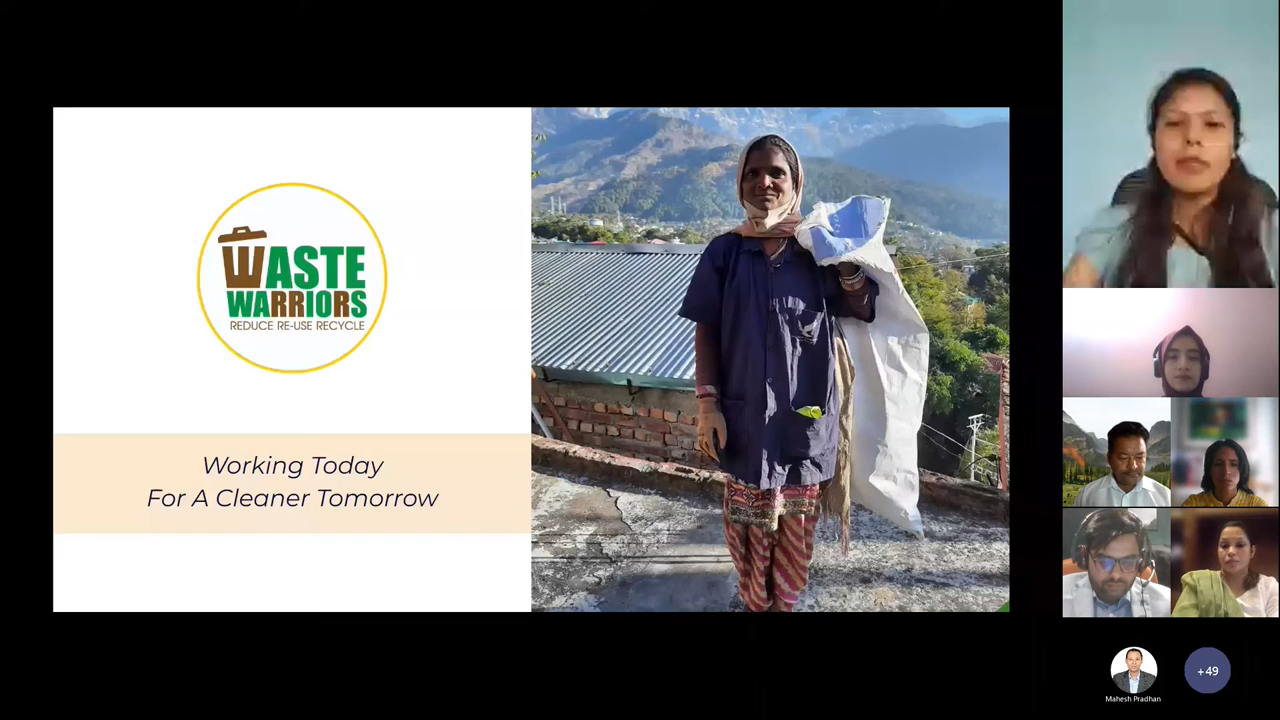 WASTE
WARRIORS
REDUCE RE-USE RECYCLE
Working Today
For A Cleaner Tomorrow
Mahesh Pradhan
+49